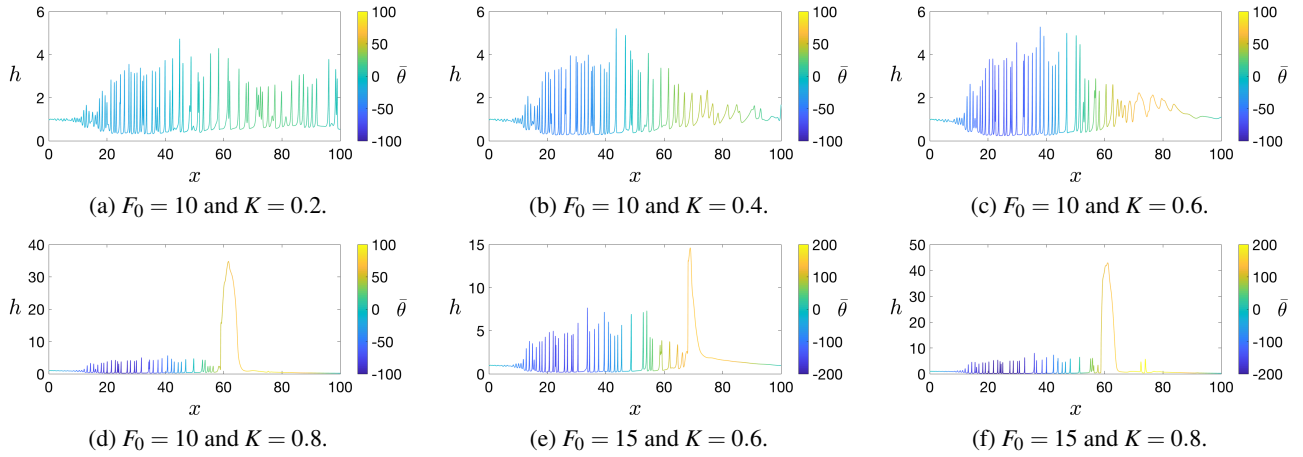 6 4 2 0 h 0 20 40 60 80 100 x 100 50 0 -50 -100 θ̄
6 4 2 0 h 0 20 40 60 80 100 x 100 50 0 -50 -100 θ̄
6 4 2 0 h 0 20 40 60 80 100 x 100 50 0 -50 -100 θ̄
(a) F₀ = 10 and K = 0.2.
(b) F₀ = 10 and K = 0.4.
(c) F₀ = 10 and K = 0.6.
40 30 20 10 0 h 0 20 40 60 80 100 x 100 50 0 -50 -100 θ̄
15 10 5 0 h 0 20 40 60 80 100 x 200 100 0 -100 -200 θ̄
50 40 30 20 10 0 h 0 20 40 60 80 100 x 200 100 0 -100 -200 θ̄
(d) F₀ = 10 and K = 0.8.
(e) F₀ = 15 and K = 0.6.
(f) F₀ = 15 and K = 0.8.